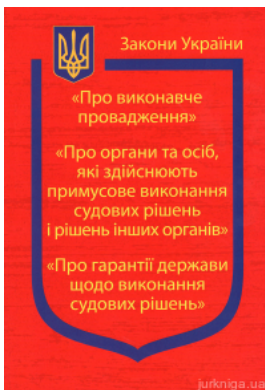 Закони України
«Про виконавче
провадження»
«Про органи та осіб,
які здійснюють
примусове виконання
судових рішень
і рішень інших органів»
«Про гарантії держави
щодо виконання
судових рішень»
jurkniga.ua